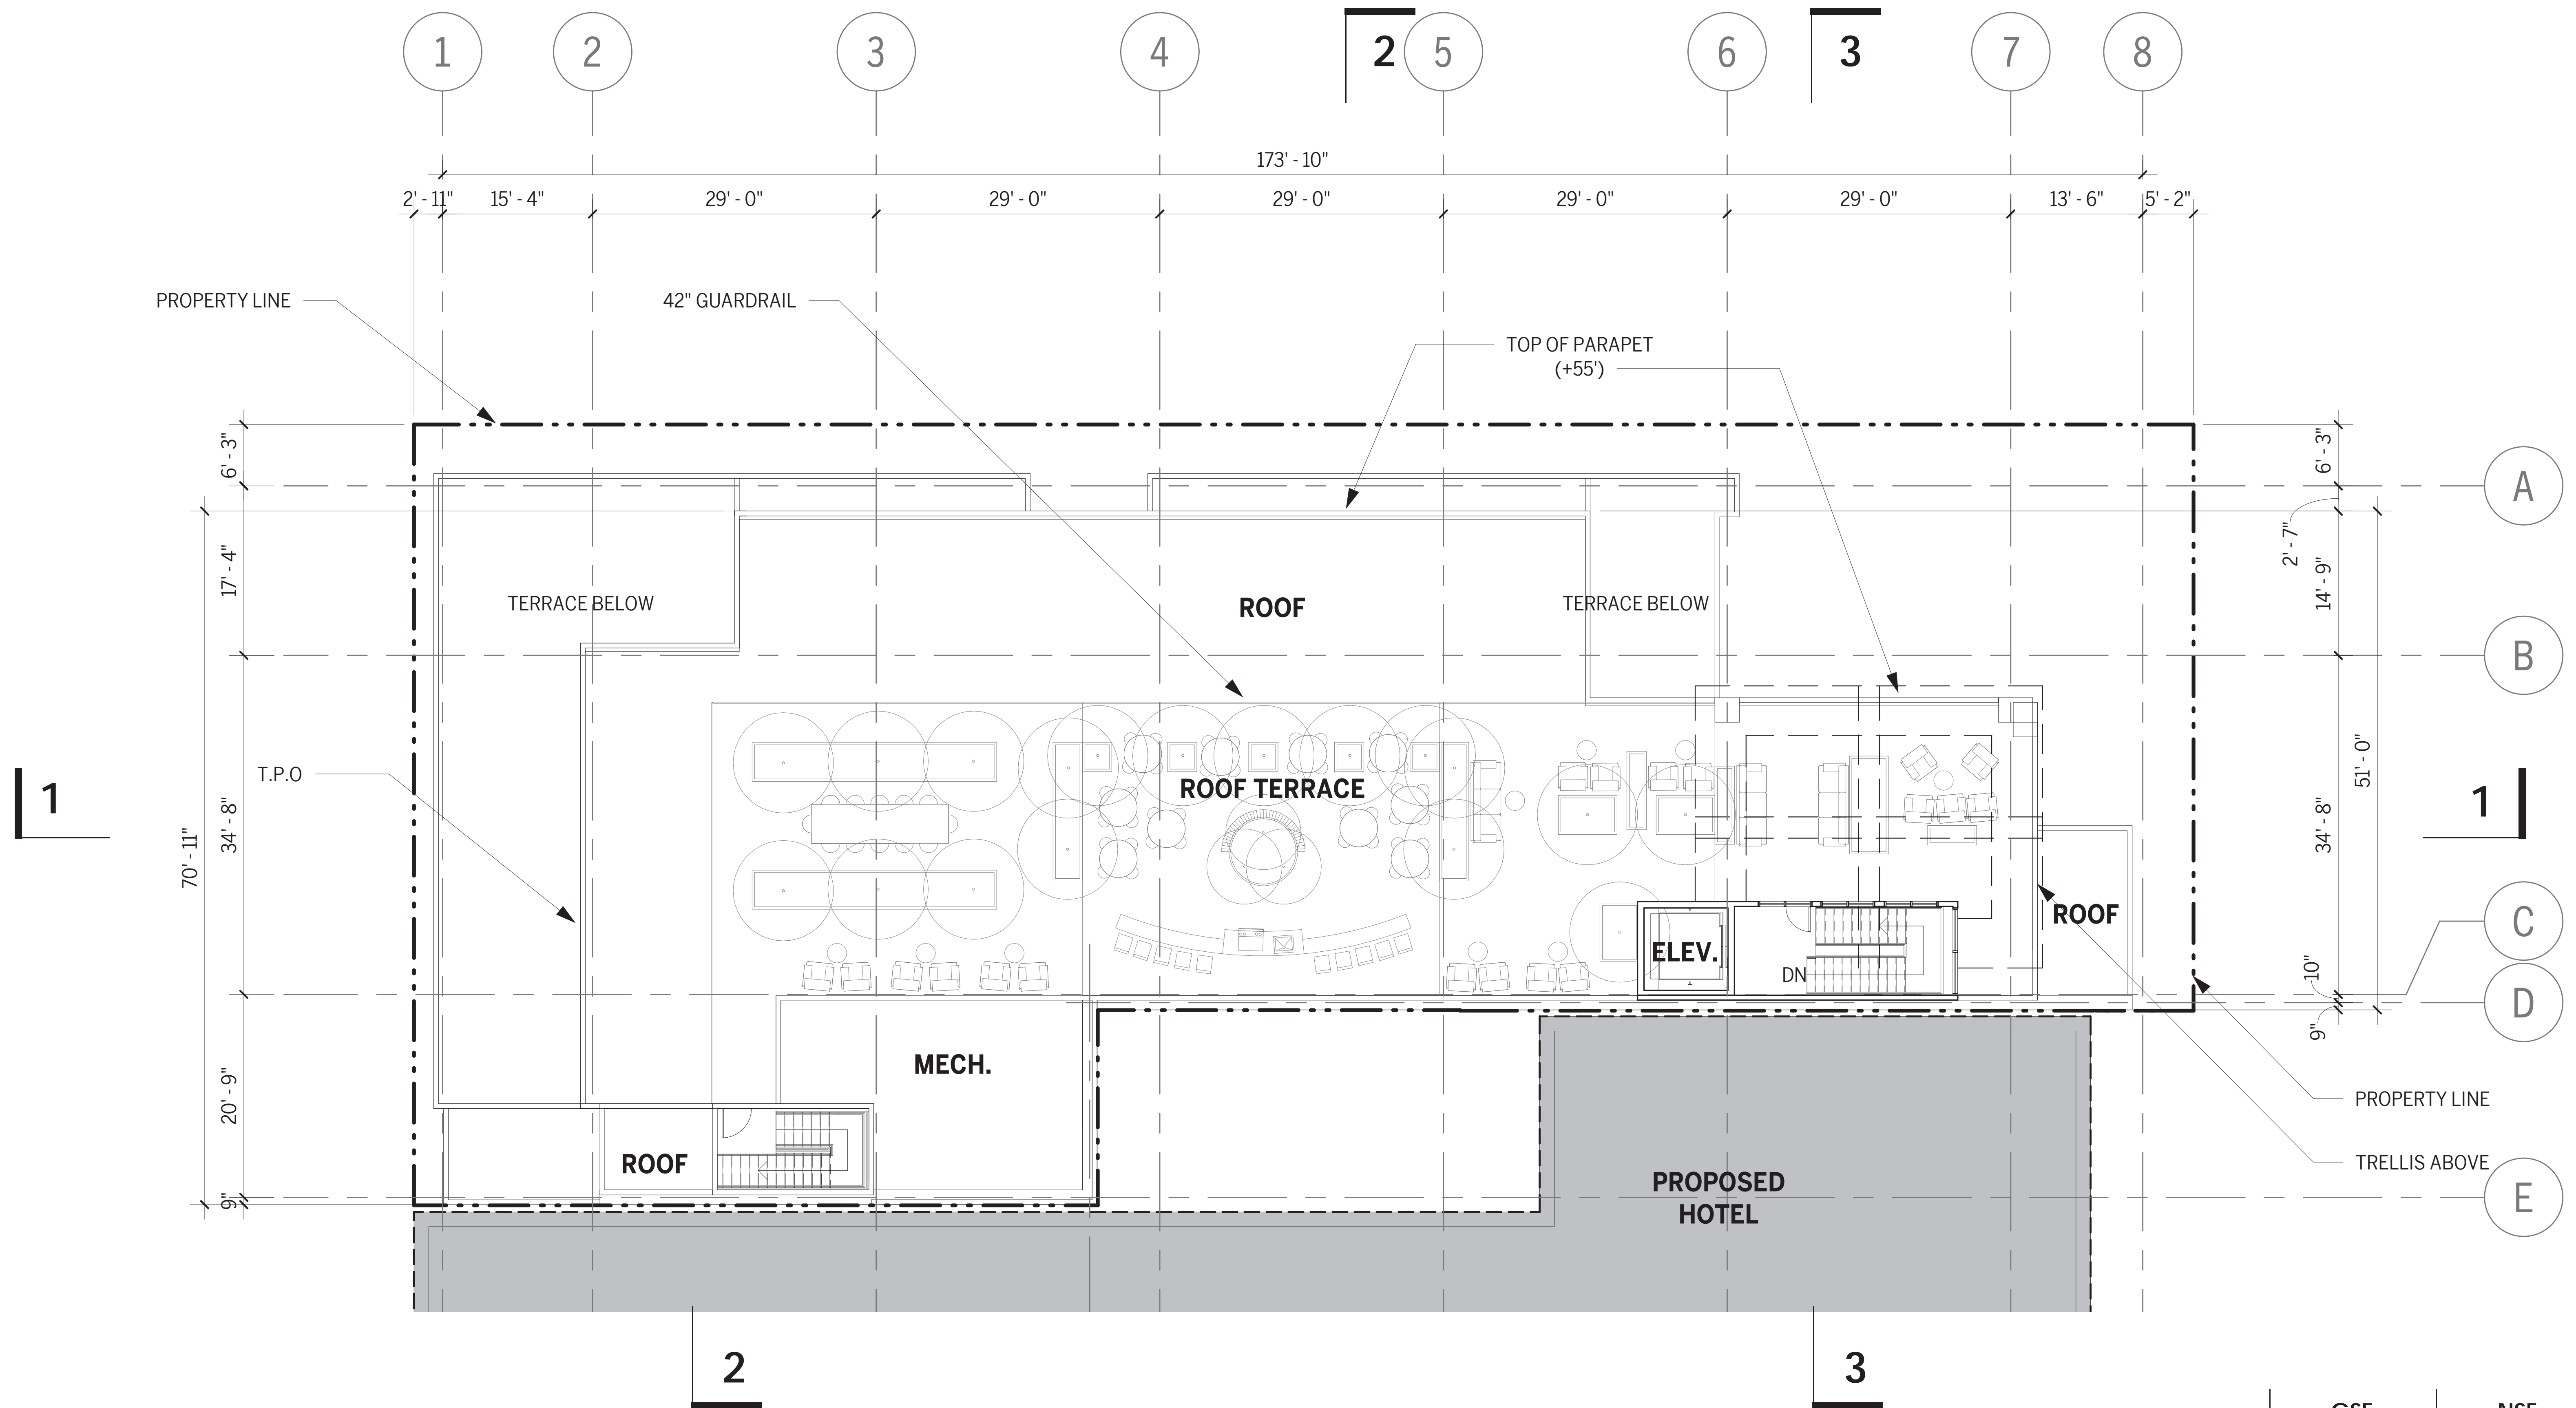 1 2 3 4 2 5 6 3 7 8
173' - 10"
2' - 11" 15' - 4" 29' - 0" 29' - 0" 29' - 0" 29' - 0" 29' - 0" 13' - 6" 5' - 2"
PROPERTY LINE
42" GUARDRAIL
TOP OF PARAPET
(+55')
6' - 3"
6' - 3"
A
2' - 7"
17' - 4"
14' - 9"
TERRACE BELOW
ROOF
TERRACE BELOW
B
T.P.O
ROOF TERRACE
1
1
51' - 0"
34' - 8"
70' - 11"
34' - 8"
ROOF
C
ELEV.
DN
10"
D
9"
MECH.
20' - 9"
PROPERTY LINE
ROOF
TRELLIS ABOVE
PROPOSED
HOTEL
E
9"
2
3
GSF NSF